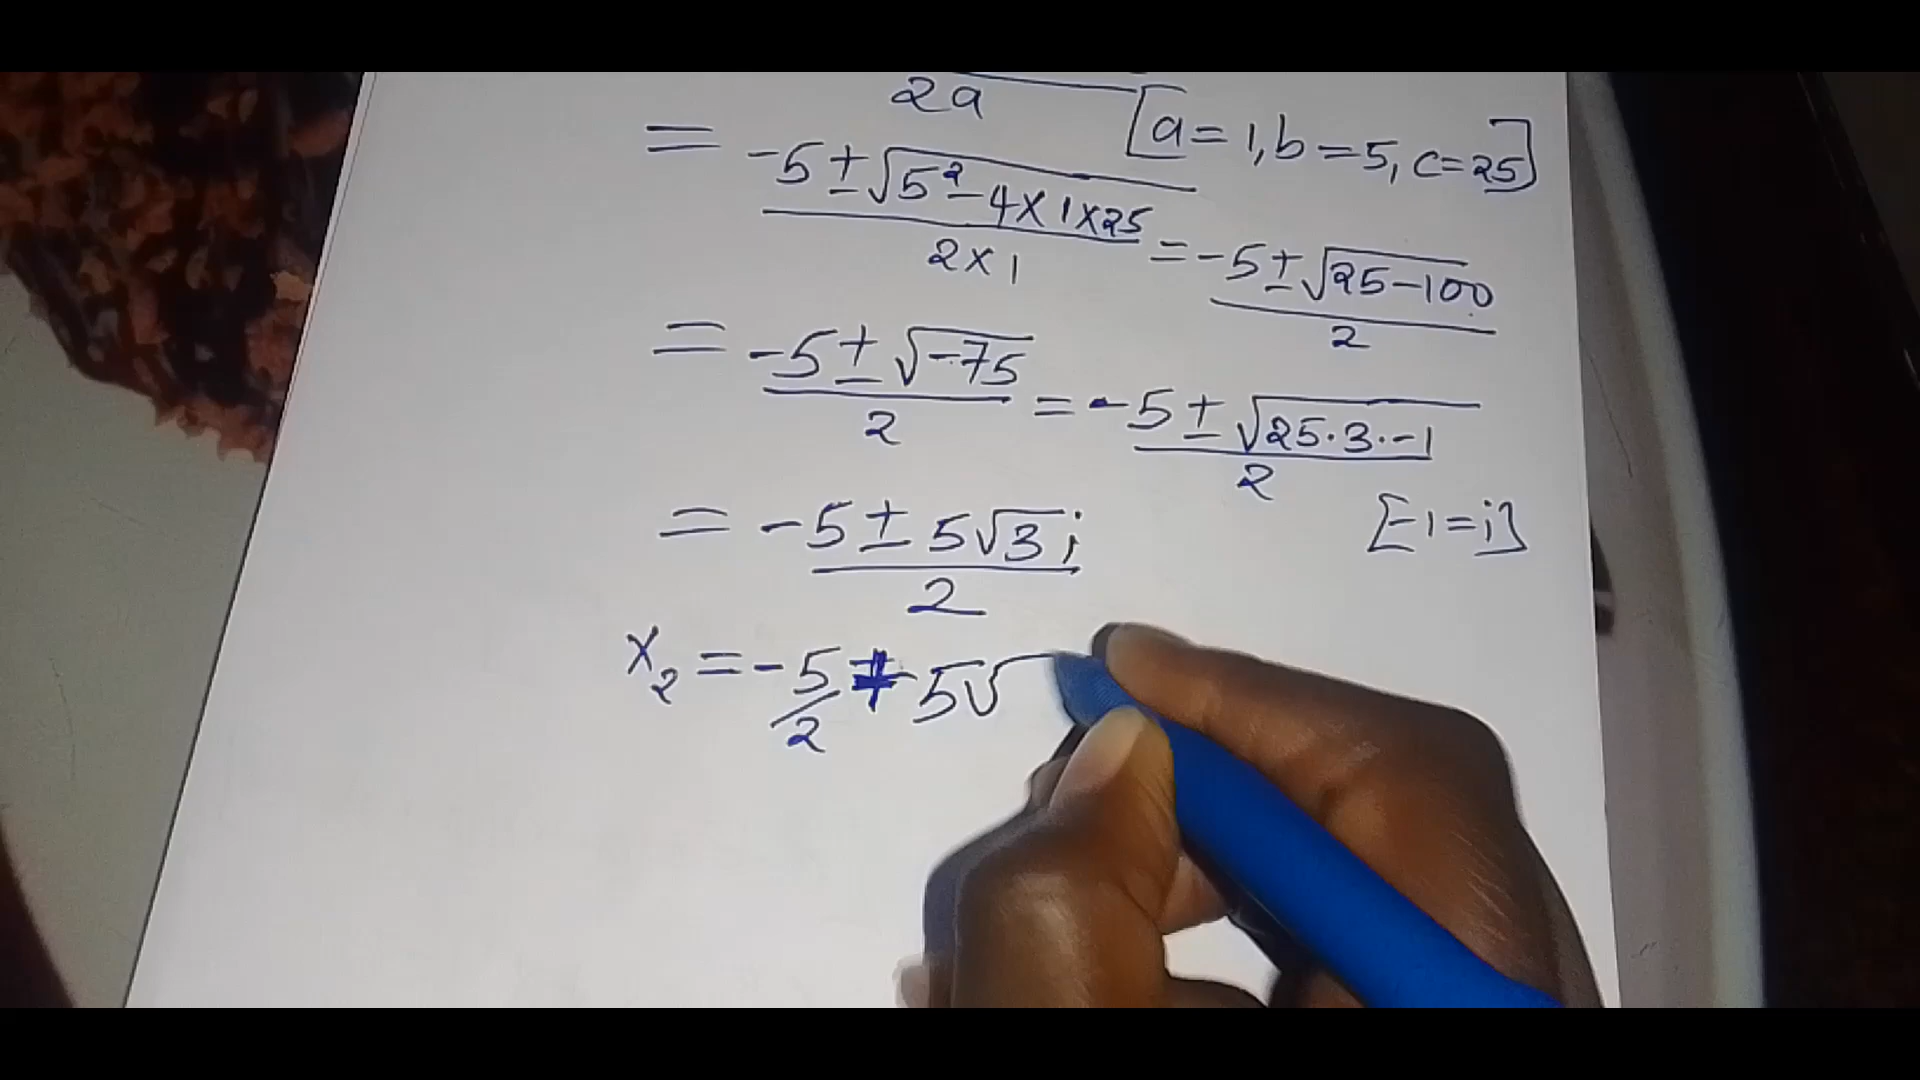 2a [a=1, b=5, c=25]
= -5±√5²-4×1×25 / 2×1 = -5±√25-100 / 2
= -5±√-75 / 2 = -5±√25·3·-1 / 2
= -5±5√3i / 2 [-1=i]
x₂ = -5/2 + 5√